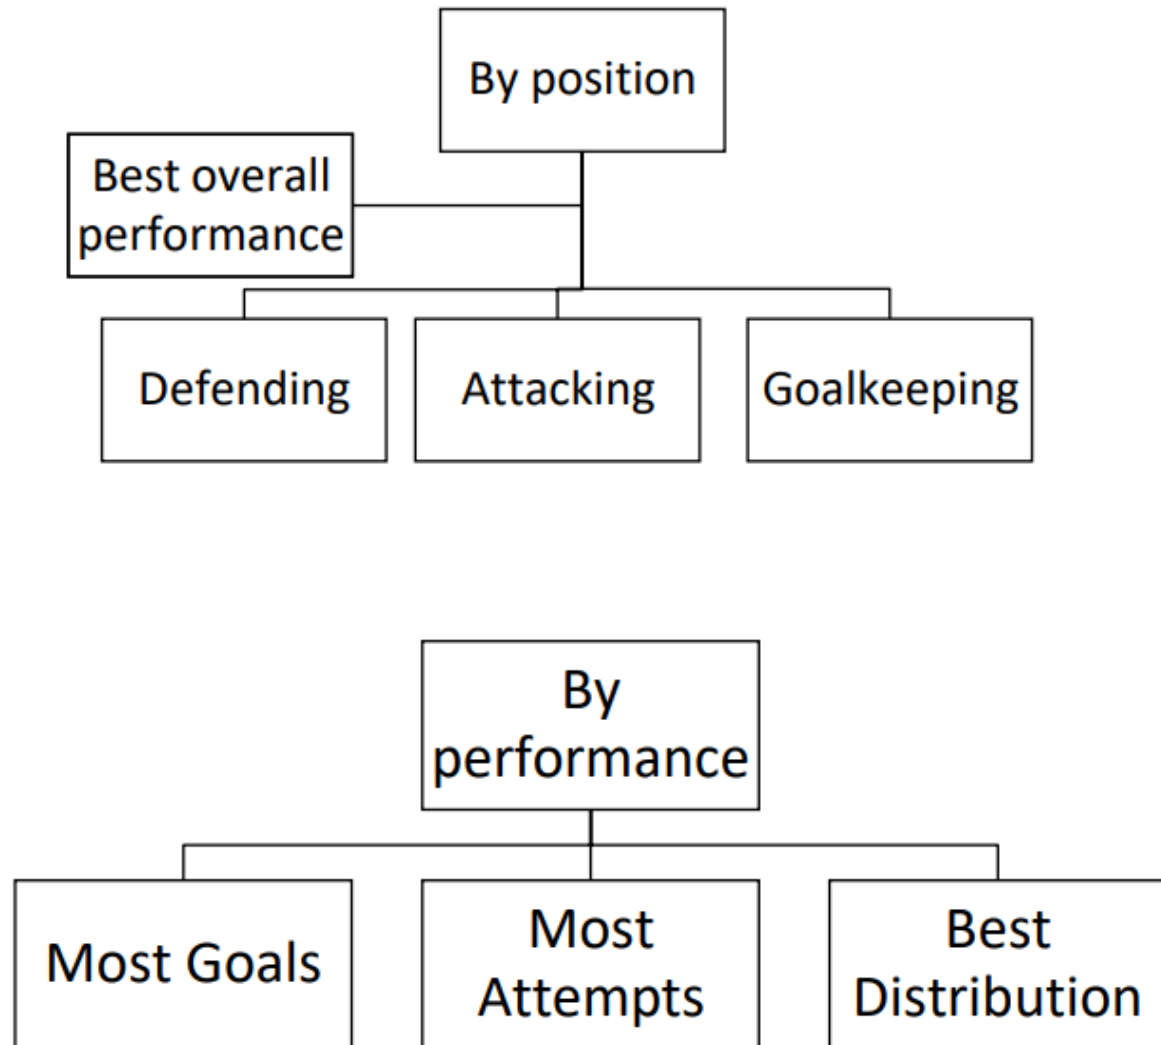 By position
Best overall
performance
Defending
Attacking
Goalkeeping
By
performance
Most Goals
Most
Attempts
Best
Distribution